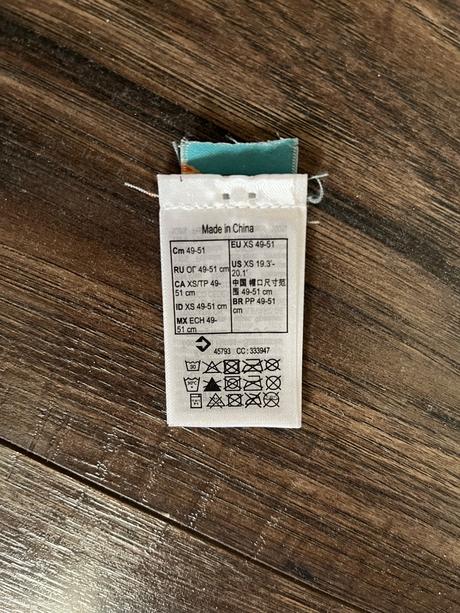 Made in China
Cm 49-51
RU ОГ 49-51 cm
CA XS/TP 49-
51 cm
ID XS 49-51 cm
MX ECH 49-
51 cm
EU XS 49-51
US XS 19.3'-
20.1'
中国 帽口尺寸范
围 49-51 cm
BR PP 49-51
cm
45793 CC: 333947